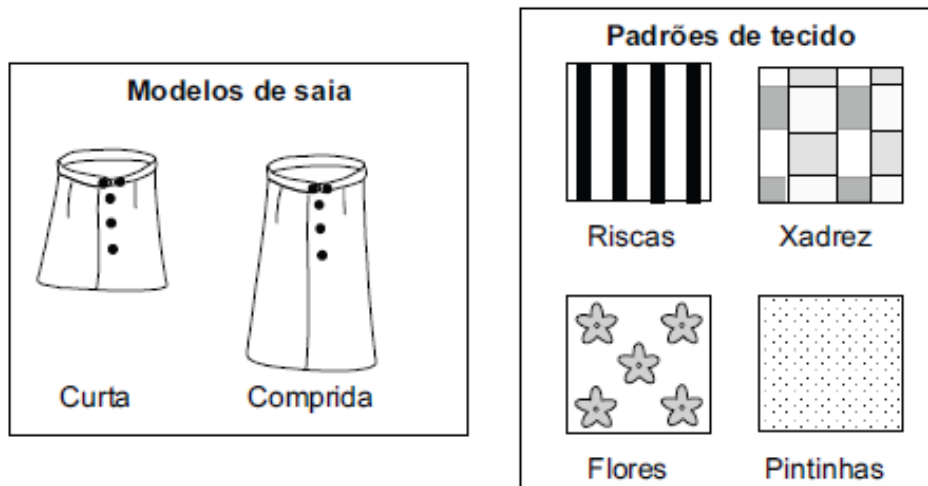 Modelos de saia
Curta
Comprida
Padrões de tecido
Riscas
Xadrez
Flores
Pintinhas